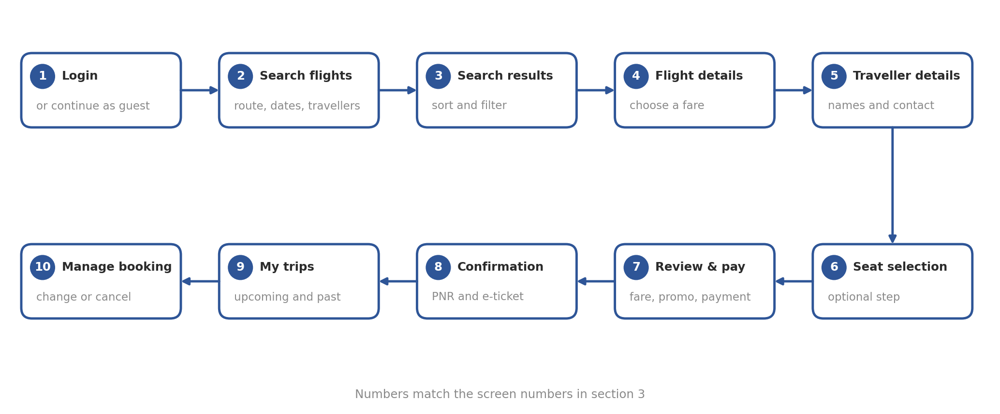 1 Login
or continue as guest
2 Search flights
route, dates, travellers
3 Search results
sort and filter
4 Flight details
choose a fare
5 Traveller details
names and contact
6 Seat selection
optional step
7 Review & pay
fare, promo, payment
8 Confirmation
PNR and e-ticket
9 My trips
upcoming and past
10 Manage booking
change or cancel
Numbers match the screen numbers in section 3